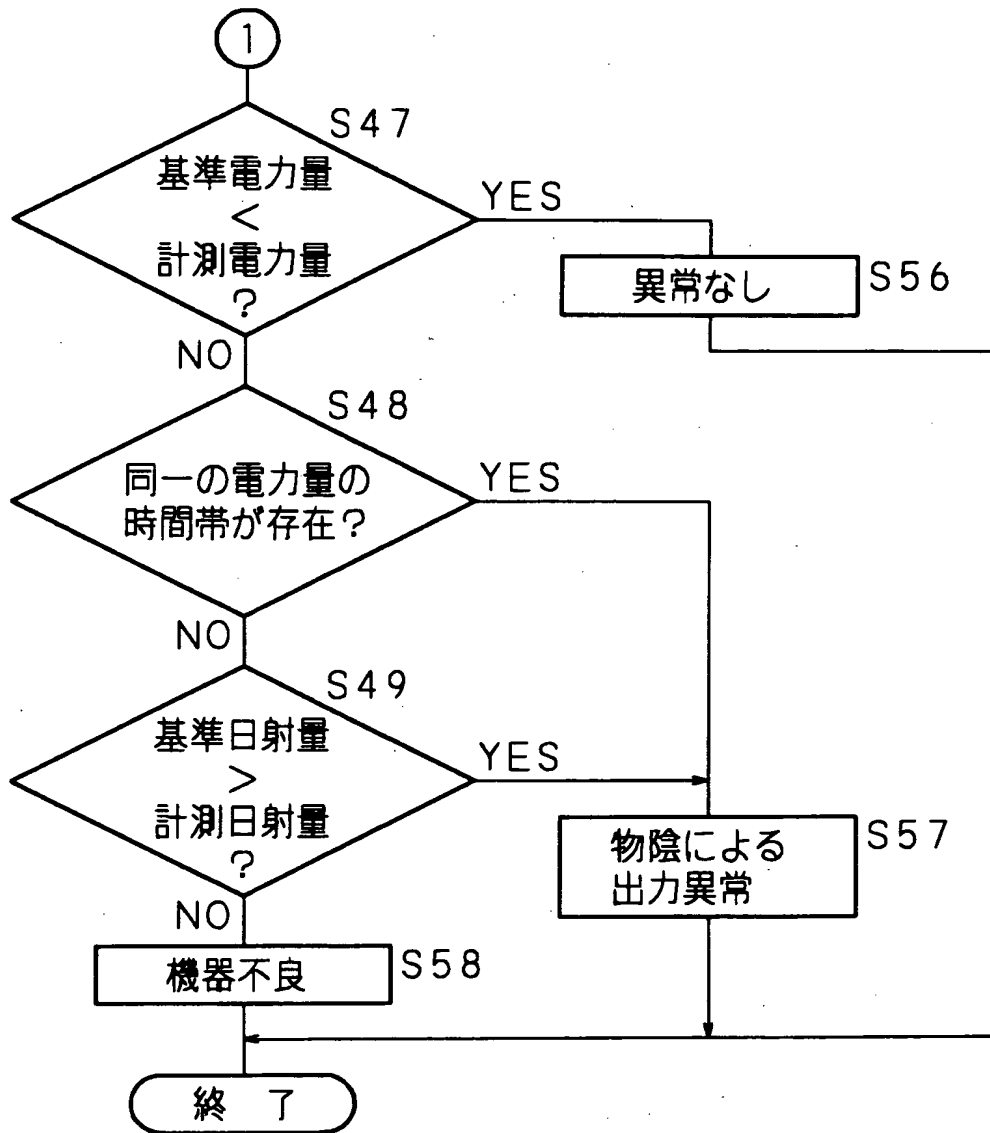 1
S47
基準電力量
<
計測電力量
?
YES
異常なし
S56
NO
S48
同一の電力量の
時間帯が存在?
YES
NO
S49
基準日射量
>
計測日射量
?
YES
物陰による
出力異常
S57
NO
機器不良
S58
終 了